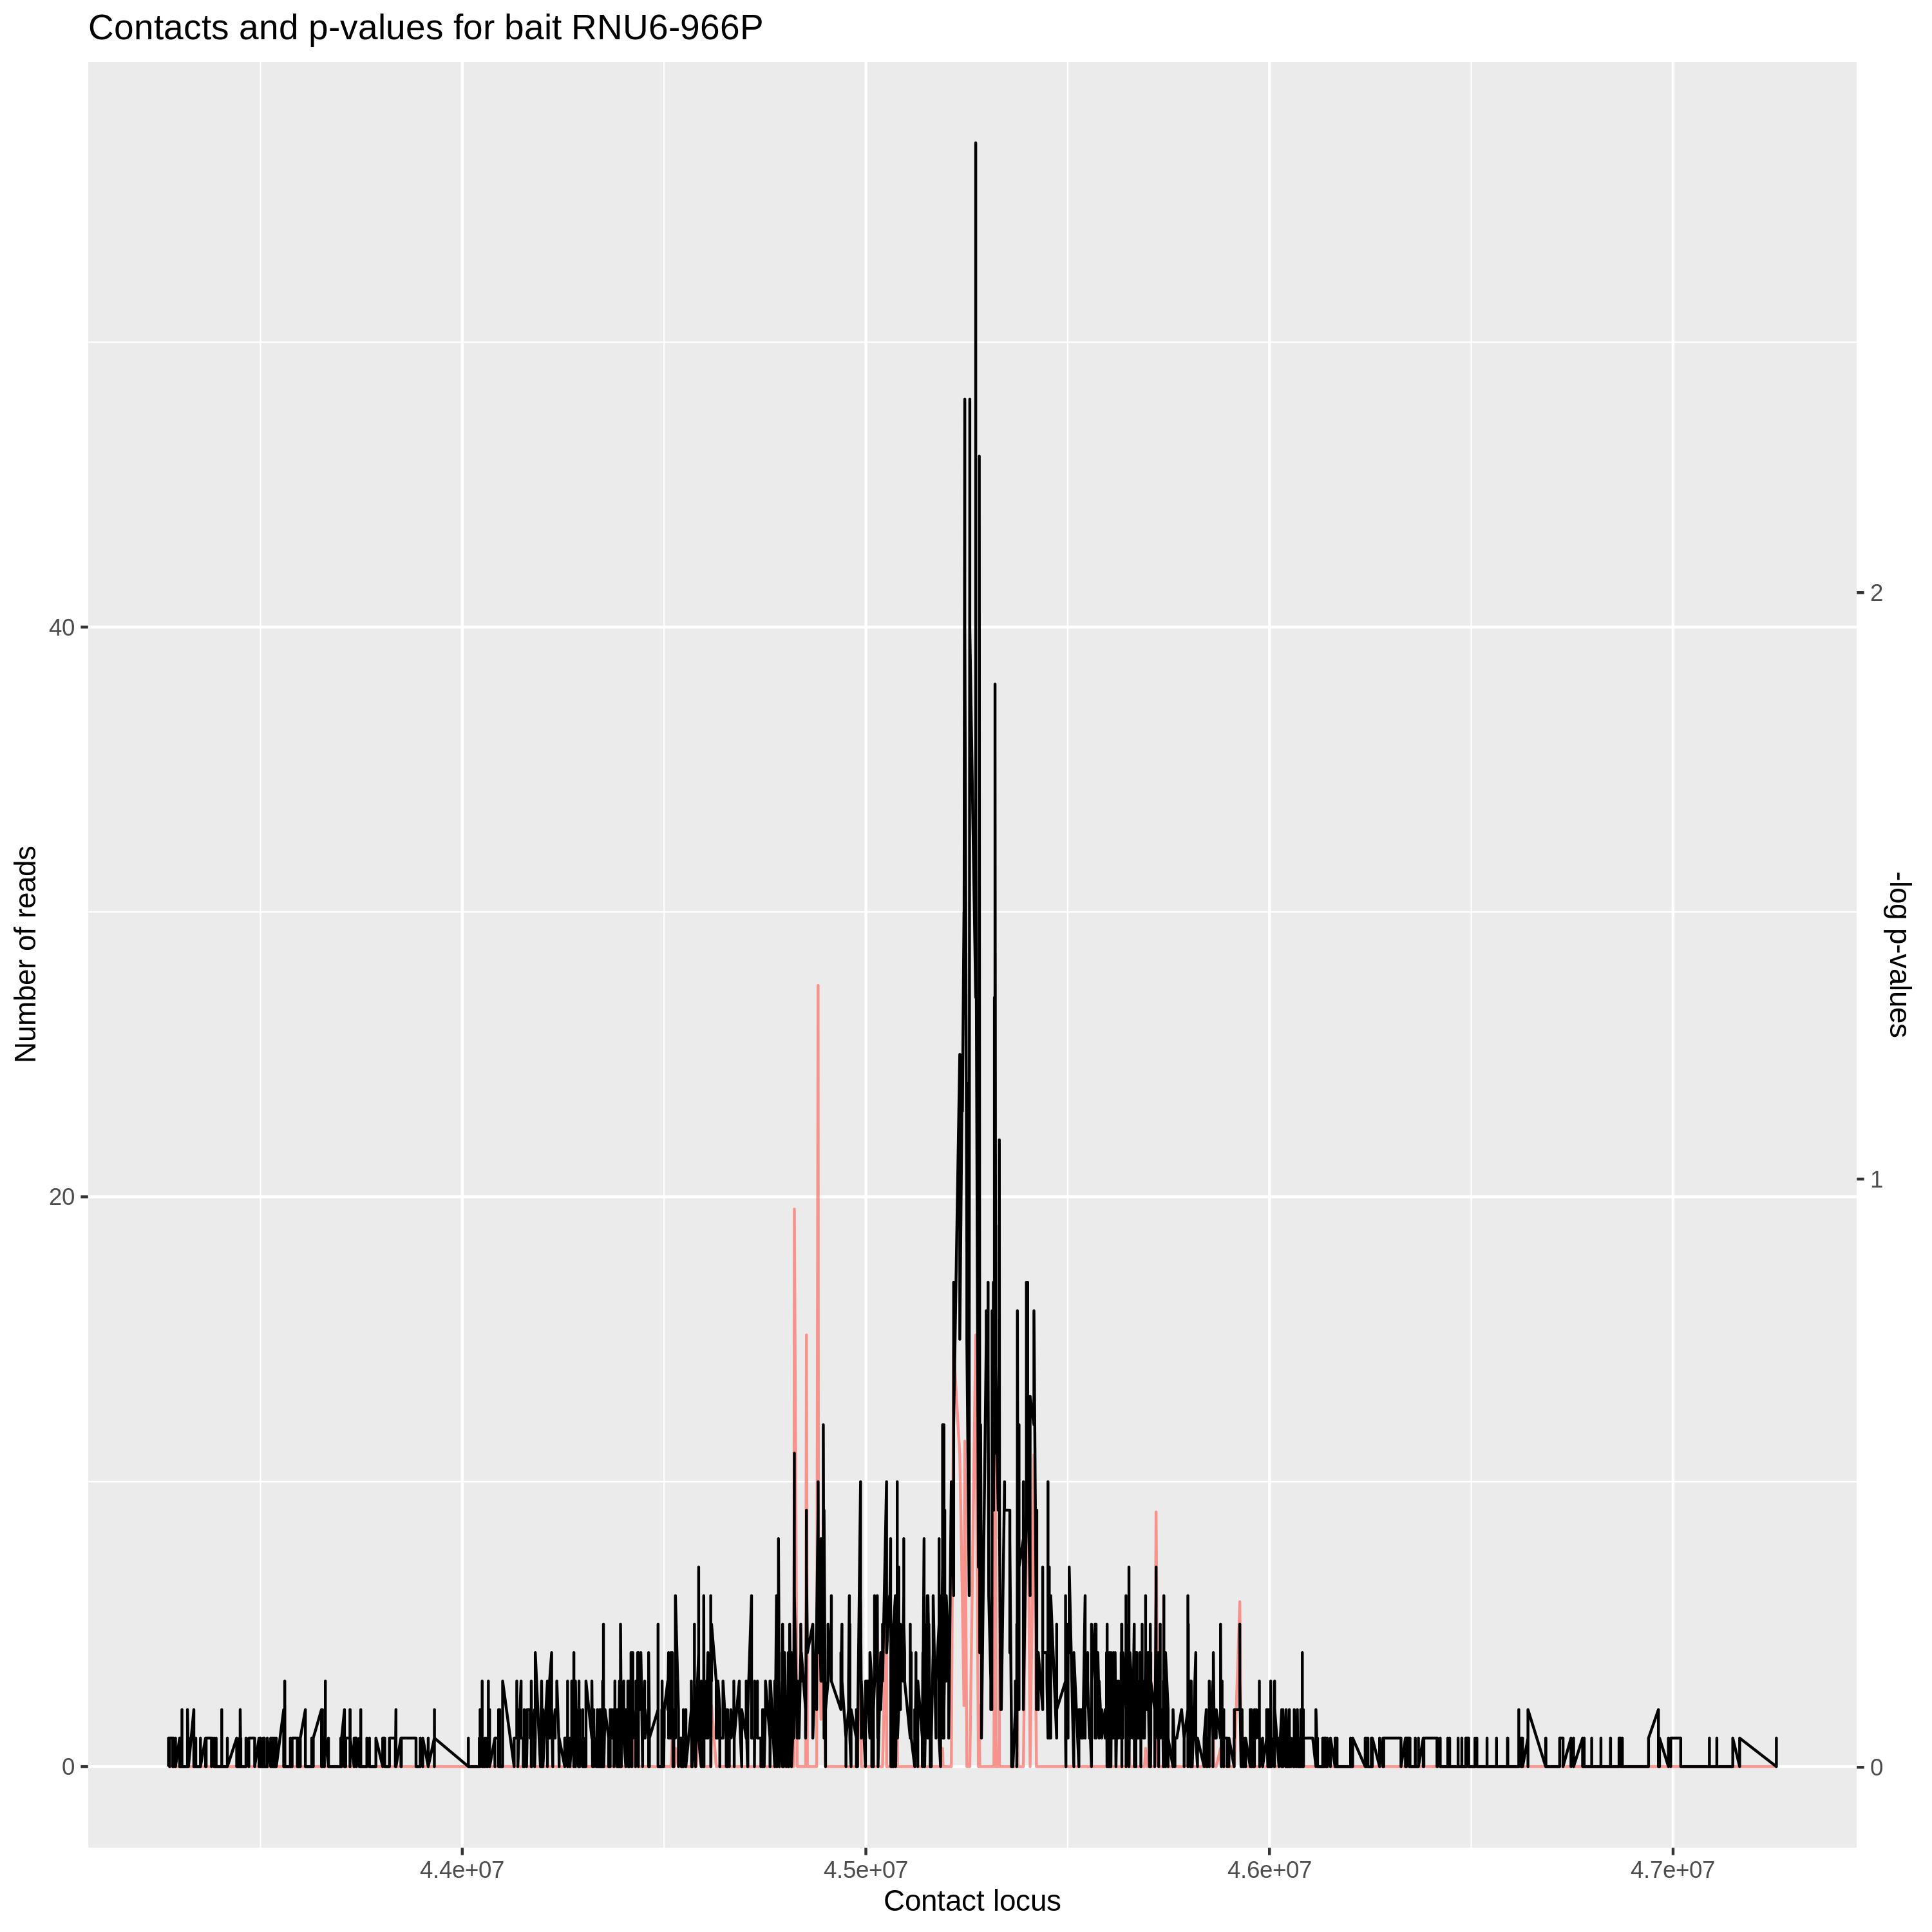 Contacts and p-values for bait RNU6-966P
40
20
0
2
1
0
Number of reads
-log p-values
4.4e+07 4.5e+07 4.6e+07 4.7e+07
Contact locus